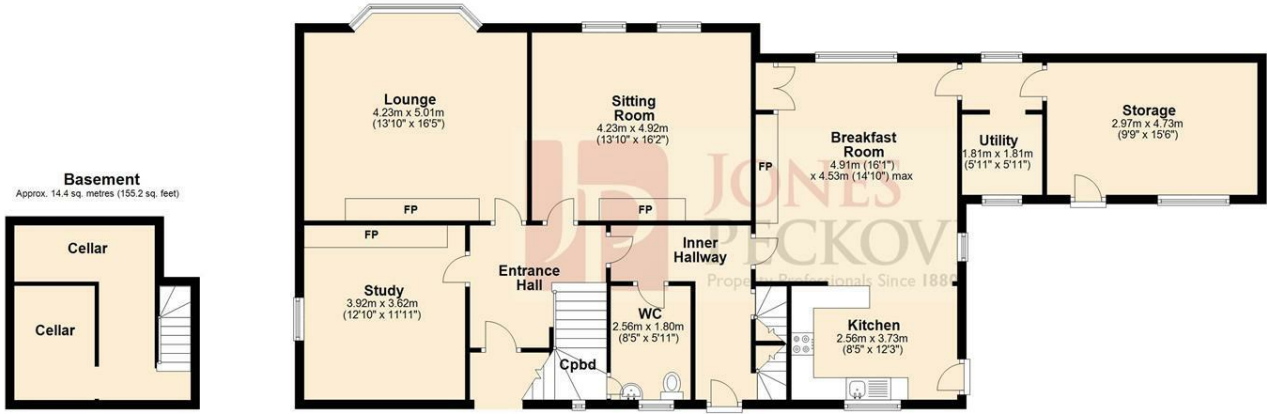 Basement
Approx. 14.4 sq. metres (155.2 sq. feet)
Cellar
Cellar
Lounge
4.23m x 5.01m
(13'10" x 16'5")
FP
Sitting
Room
4.23m x 4.92m
(13'10" x 16'2")
FP
Breakfast
Room
4.91m (16'1")
x 4.53m (14'10") max
FP
Utility
1.81m x 1.81m
(5'11" x 5'11")
Storage
2.97m x 4.73m
(9'9" x 15'6")
FP
Study
3.92m x 3.62m
(12'10" x 11'11")
Entrance
Hall
Inner
Hallway
WC
2.56m x 1.80m
(8'5" x 5'11")
Cpbd
Kitchen
2.56m x 3.73m
(8'5" x 12'3")
JONES
PECKOV
Property Professionals Since 1880